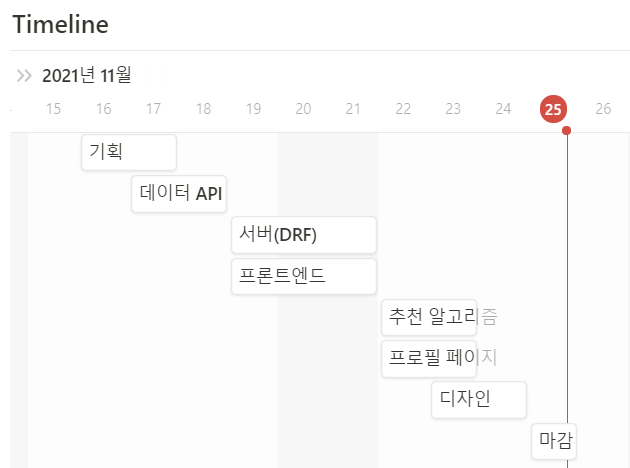 Timeline
2021년 11월
15 16 17 18 19 20 21 22 23 24 25 26
기획
데이터 API
서버(DRF)
프론트엔드
추천 알고리즘
프로필 페이지
디자인
마감